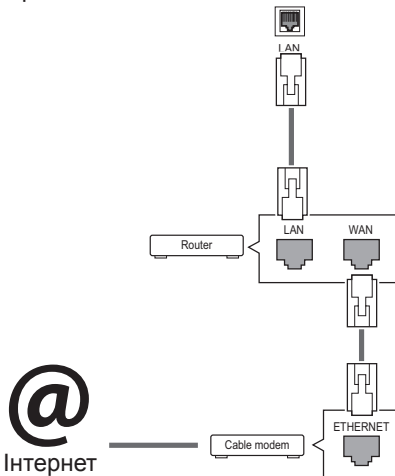 LAN
LAN WAN
Router
ETHERNET
@
Cable modem
Інтернет